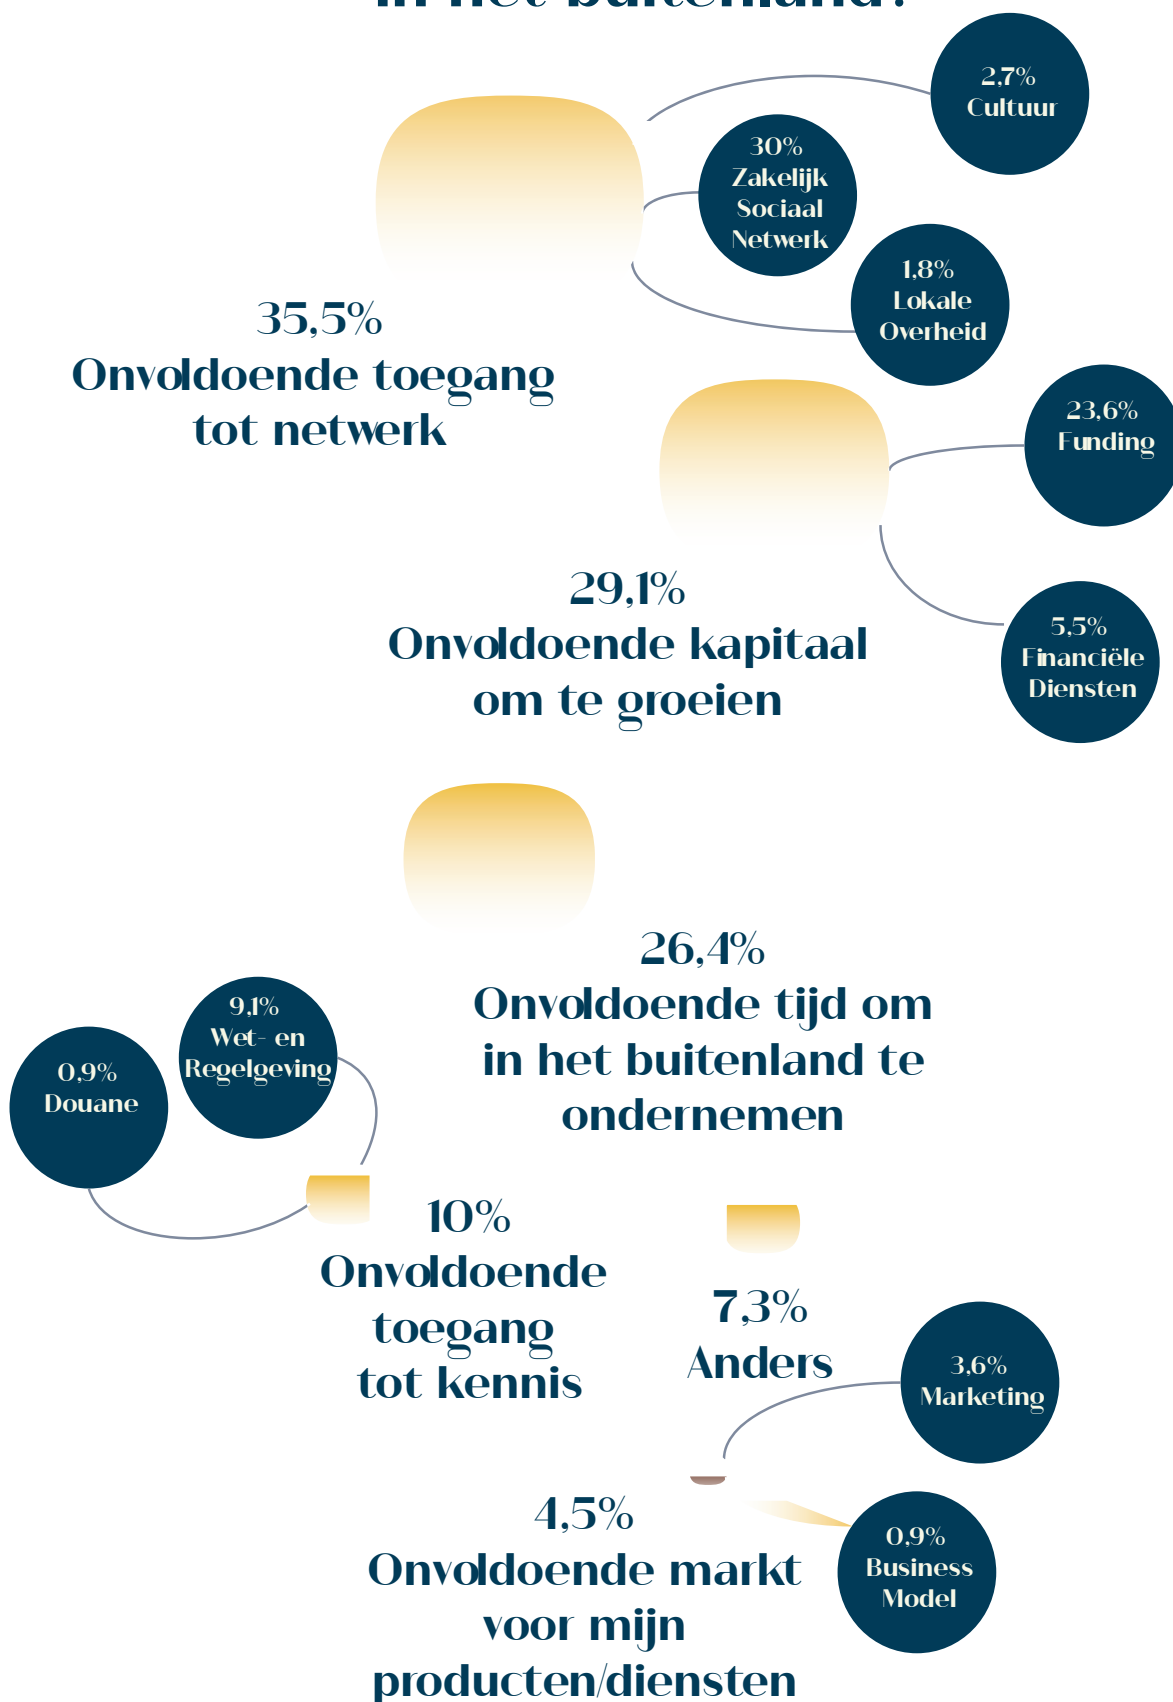 in het buitenland?
2,7%
Cultuur
30%
Zakelijk
Sociaal
Netwerk
1,8%
Lokale
Overheid
35,5%
Onvoldoende toegang
tot netwerk
23,6%
Funding
29,1%
Onvoldoende kapitaal
om te groeien
5,5%
Financiële
Diensten
26,4%
Onvoldoende tijd om
in het buitenland te
ondernemen
9,1%
Wet- en
Regelgeving
0,9%
Douane
10%
Onvoldoende
toegang
tot kennis
7,3%
Anders
3,6%
Marketing
4,5%
Onvoldoende markt
voor mijn
producten/diensten
0,9%
Business
Model